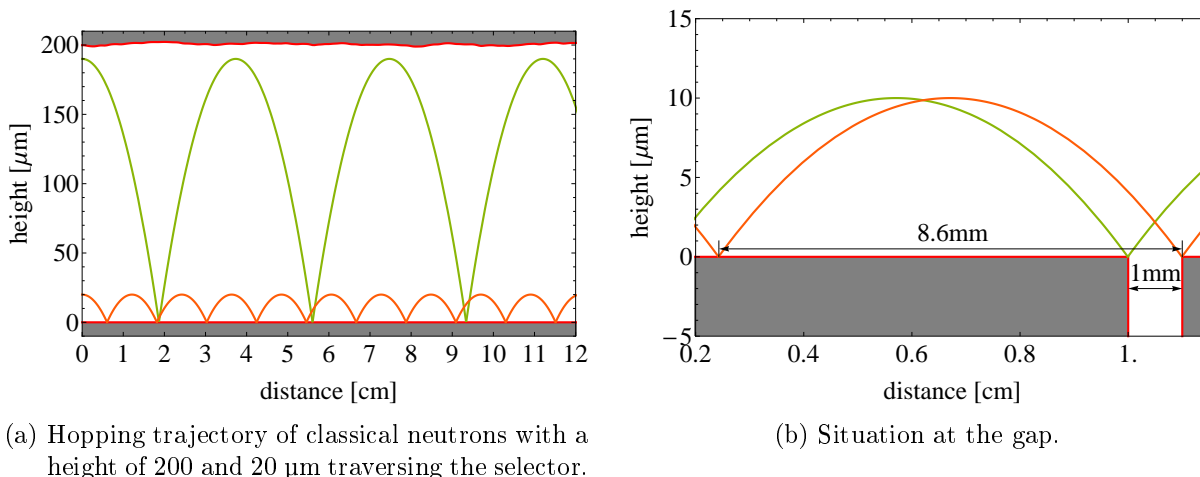 200
150
100
50
0
height [µm]
0 1 2 3 4 5 6 7 8 9 10 11 12
distance [cm]
(a) Hopping trajectory of classical neutrons with a
height of 200 and 20 µm traversing the selector.
15
10
5
0
−5
height [µm]
8.6mm
1mm
0.2 0.4 0.6 0.8 1.
distance [cm]
(b) Situation at the gap.